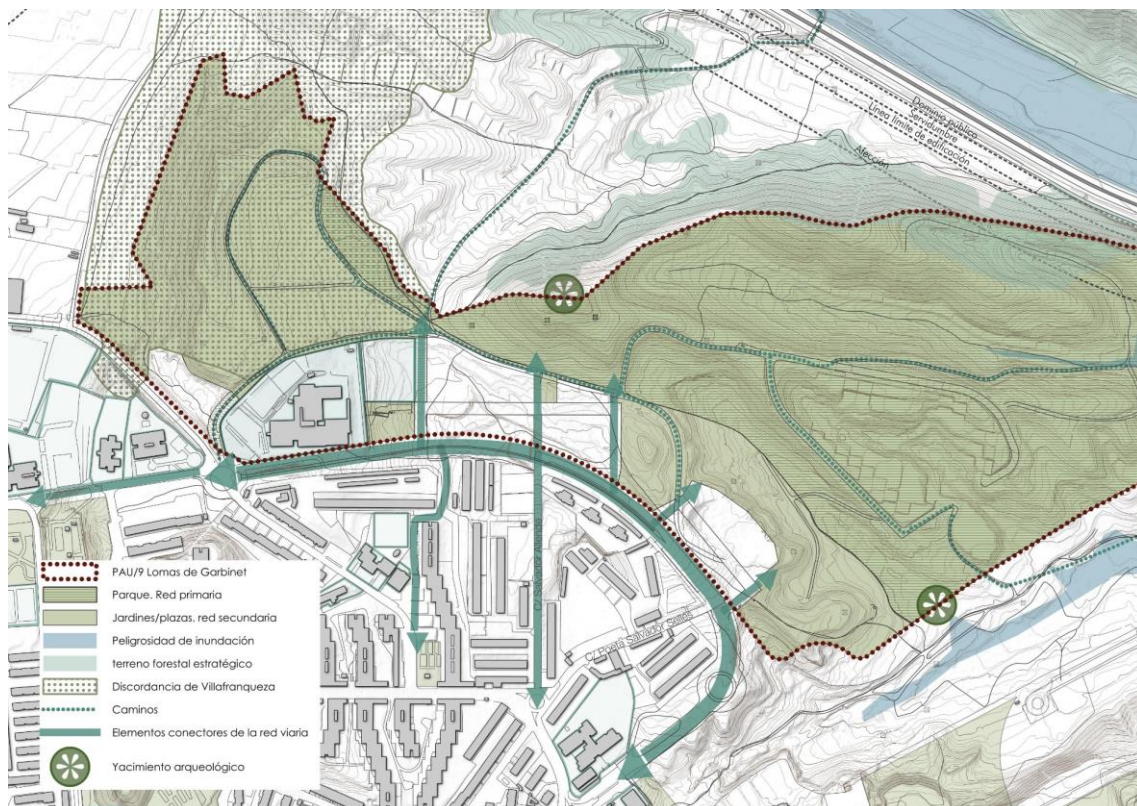 Dominio público
Servidumbre
Línea límite de edificación
Afección
C/ Salvador Allende
C/ Poeta Salvador Sellés
PAU/9 Lomas de Garbinet
Parque. Red primaria
Jardines/plazas. red secundaria
Peligrosidad de inundación
terreno forestal estratégico
Discordancia de Villafranqueza
Caminos
Elementos conectores de la red viaria
Yacimiento arqueológico